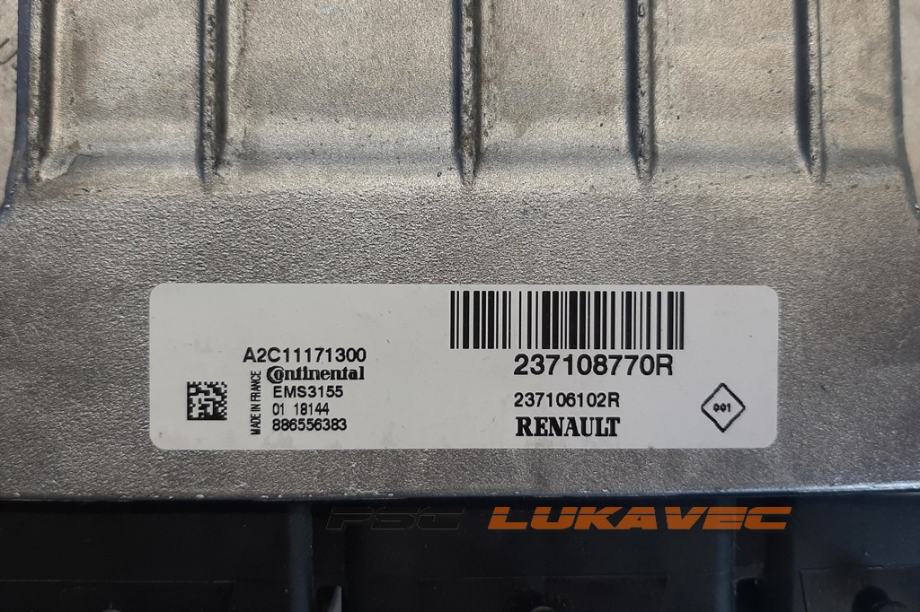 A2C11171300
Continental
MADE IN FRANCE
EMS3155
01 18144
886556383
237108770R
237106102R
RENAULT
001
PSC LUKAVEC